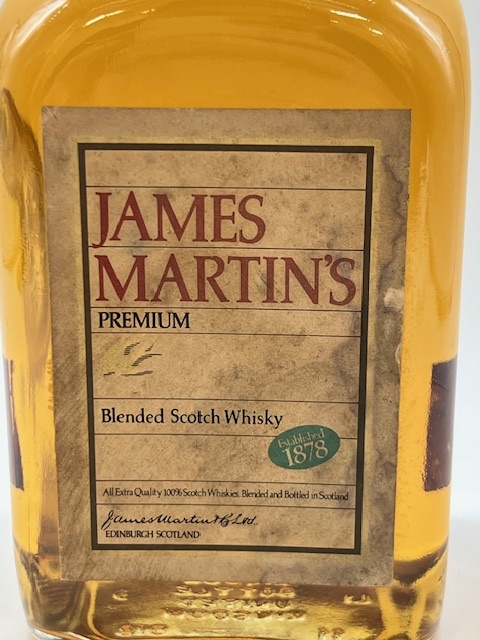 JAMES
MARTIN'S
PREMIUM
Blended Scotch Whisky
Established
1878
All Extra Quality 100% Scotch Whiskies. Blended and Bottled in Scotland
James Martin & Co Ltd.
EDINBURGH SCOTLAND